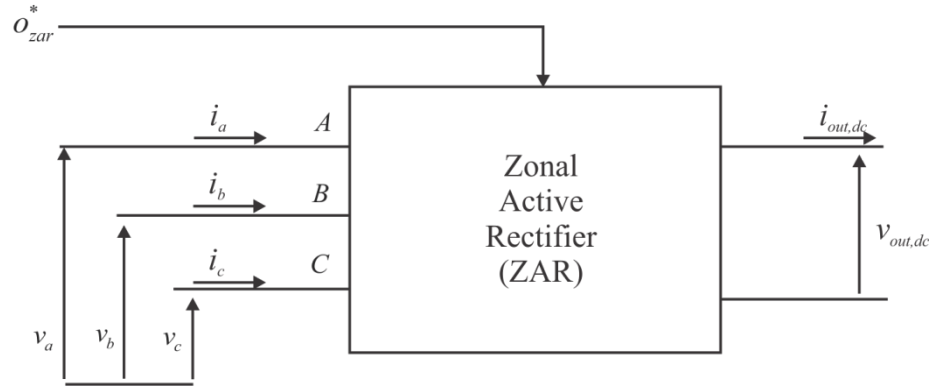 o*zar
ia A
ib B
ic C
va
vb
vc
Zonal
Active
Rectifier
(ZAR)
iout,dc
vout,dc